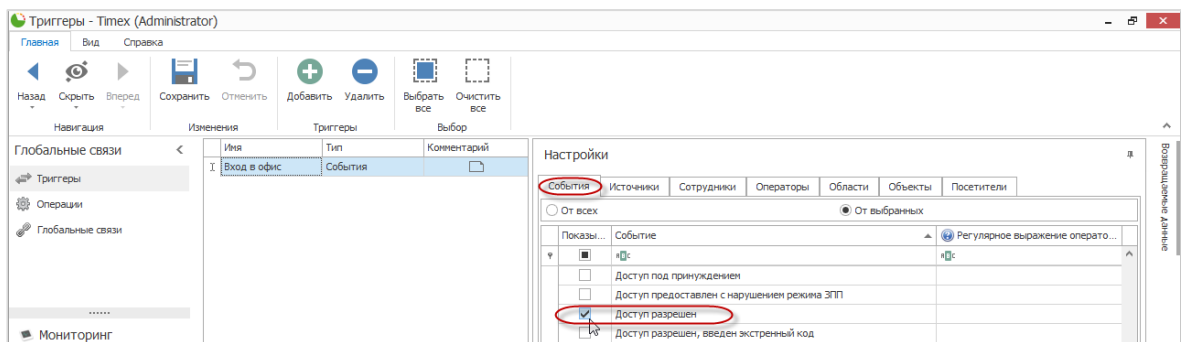 Триггеры - Timex (Administrator)
Главная Вид Справка
Назад Скрыть Вперед Сохранить Отменить Добавить Удалить Выбрать все Очистить все
Навигация Изменения Триггеры Выбор
Глобальные связи
Триггеры
Операции
Глобальные связи
Мониторинг
Имя Тип Комментарий
Вход в офис События
Настройки
События Источники Сотрудники Операторы Области Объекты Посетители
От всех От выбранных
Показы... Событие Регулярное выражение операто...
Доступ под принуждением
Доступ предоставлен с нарушением режима ЗПП
Доступ разрешен
Доступ разрешен, введен экстренный код
Возвращаемые данные